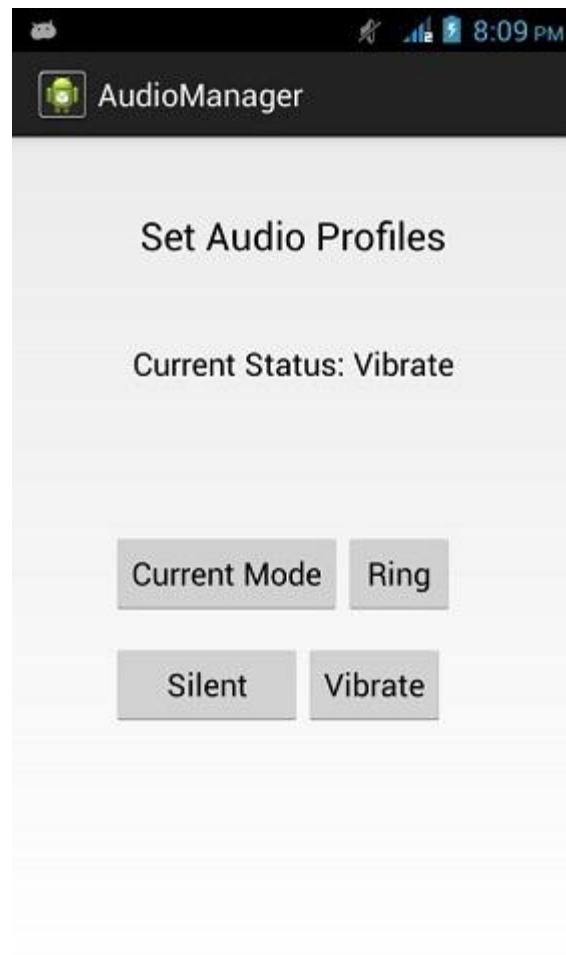 8:09 PM
AudioManager
Set Audio Profiles
Current Status: Vibrate
Current Mode Ring
Silent Vibrate